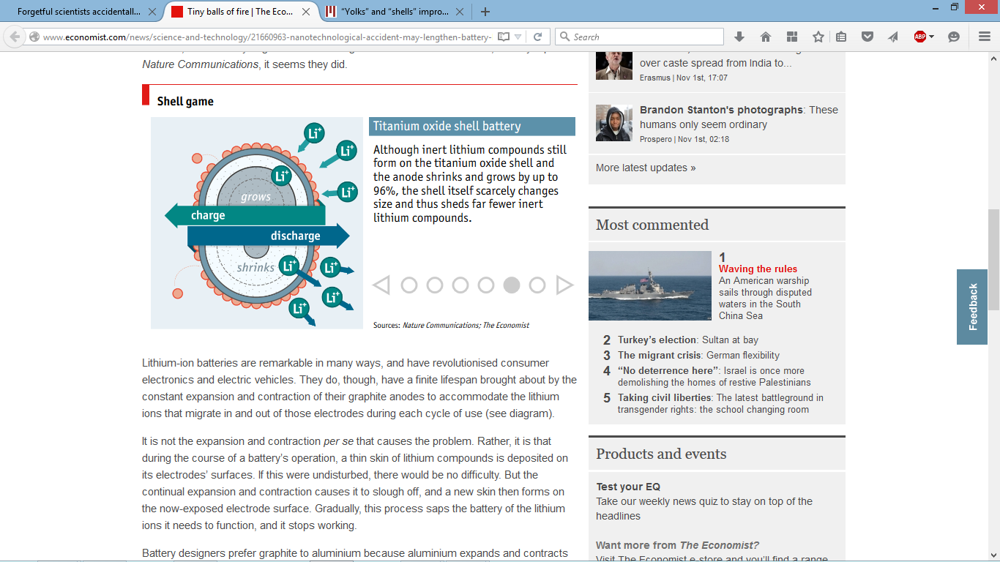 Forgetful scientists accidentall...
Tiny balls of fire | The Eco...
“Yolks” and “shells” impro...
www.economist.com/news/science-and-technology/21660963-nanotechnological-accident-may-lengthen-battery-
Search
ABP
Nature Communications, it seems they did.
Shell game
Li+
Li+
Li+
Li+
grows
charge
discharge
shrinks
Li+
Li+
Li+
Li+
Titanium oxide shell battery
Although inert lithium compounds still
form on the titanium oxide shell and
the anode shrinks and grows by up to
96%, the shell itself scarcely changes
size and thus sheds far fewer inert
lithium compounds.
Sources: Nature Communications; The Economist
Lithium-ion batteries are remarkable in many ways, and have revolutionised consumer
electronics and electric vehicles. They do, though, have a finite lifespan brought about by the
constant expansion and contraction of their graphite anodes to accommodate the lithium
ions that migrate in and out of those electrodes during each cycle of use (see diagram).
It is not the expansion and contraction per se that causes the problem. Rather, it is that
during the course of a battery’s operation, a thin skin of lithium compounds is deposited on
its electrodes’ surfaces. If this were undisturbed, there would be no difficulty. But the
continual expansion and contraction causes it to slough off, and a new skin then forms on
the now-exposed electrode surface. Gradually, this process saps the battery of the lithium
ions it needs to function, and it stops working.
Battery designers prefer graphite to aluminium because aluminium expands and contracts
over caste spread from India to...
Erasmus | Nov 1st, 17:07
Brandon Stanton's photographs: These
humans only seem ordinary
Prospero | Nov 1st, 02:18
More latest updates »
Most commented
1
Waving the rules
An American warship
sails through disputed
waters in the South
China Sea
2 Turkey’s election: Sultan at bay
3 The migrant crisis: German flexibility
4 “No deterrence here”: Israel is once more
demolishing the homes of restive Palestinians
5 Taking civil liberties: The latest battleground in
transgender rights: the school changing room
Products and events
Test your EQ
Take our weekly news quiz to stay on top of the
headlines
Want more from The Economist?
Visit The Economist e-store and you’ll find a range
Feedback